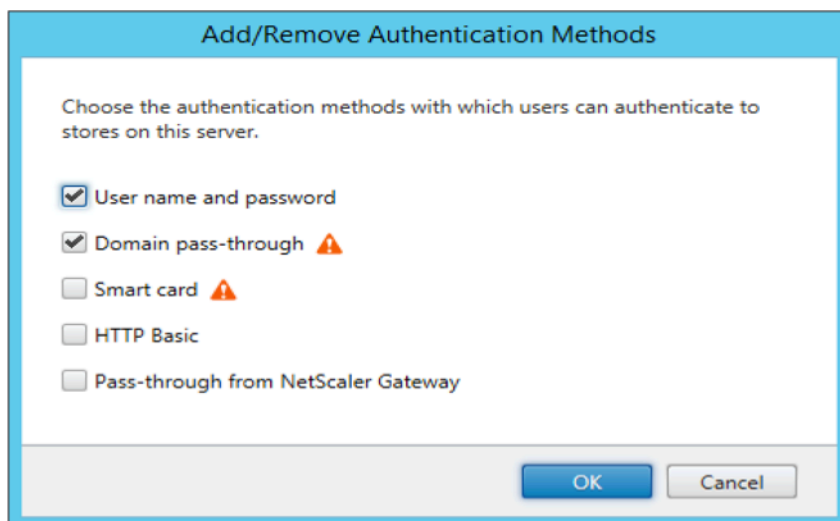 Add/Remove Authentication Methods
Choose the authentication methods with which users can authenticate to
stores on this server.
User name and password
Domain pass-through
Smart card
HTTP Basic
Pass-through from NetScaler Gateway
OK Cancel